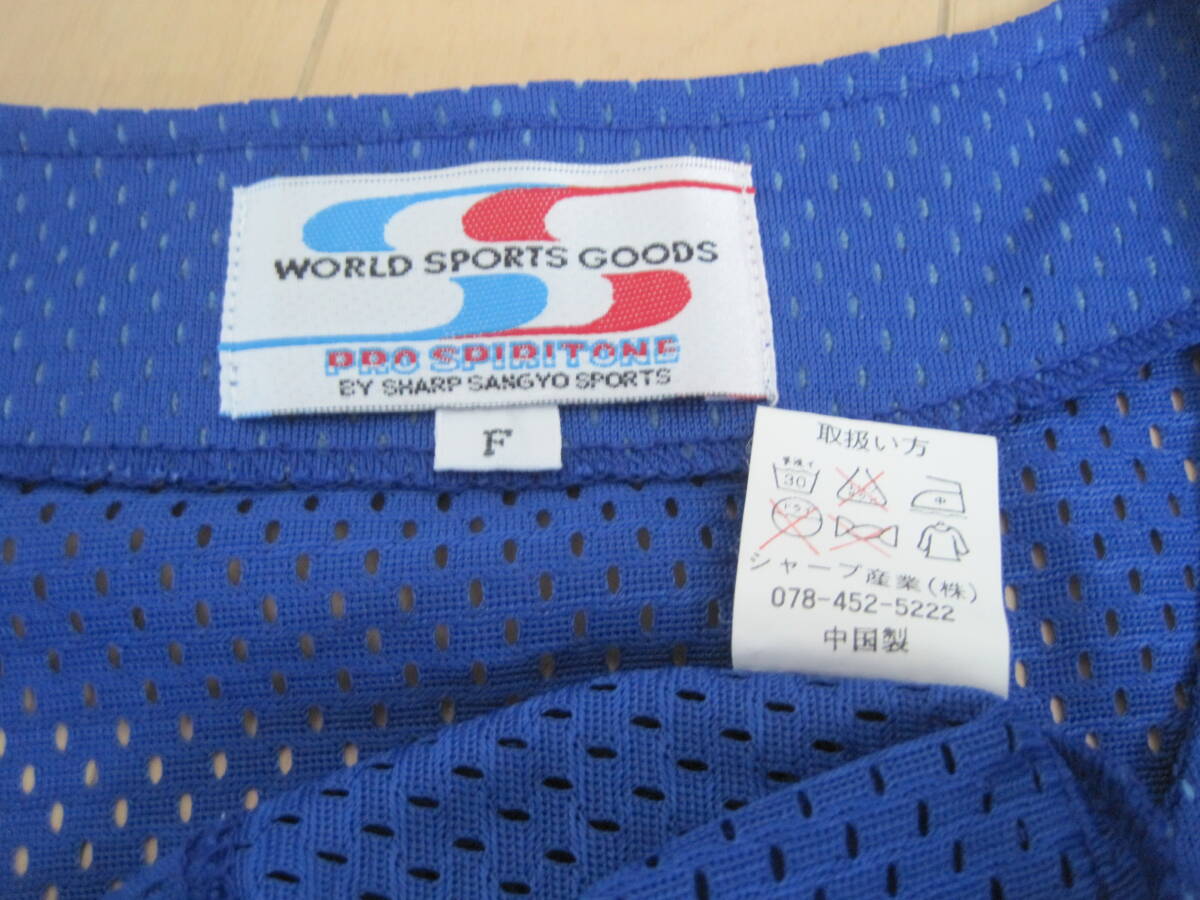 WORLD SPORTS GOODS
PRO SPIRITONE
BY SHARP SANGYO SPORTS
F
取扱い方
30
中
シャープ産業(株)
078-452-5222
中国製